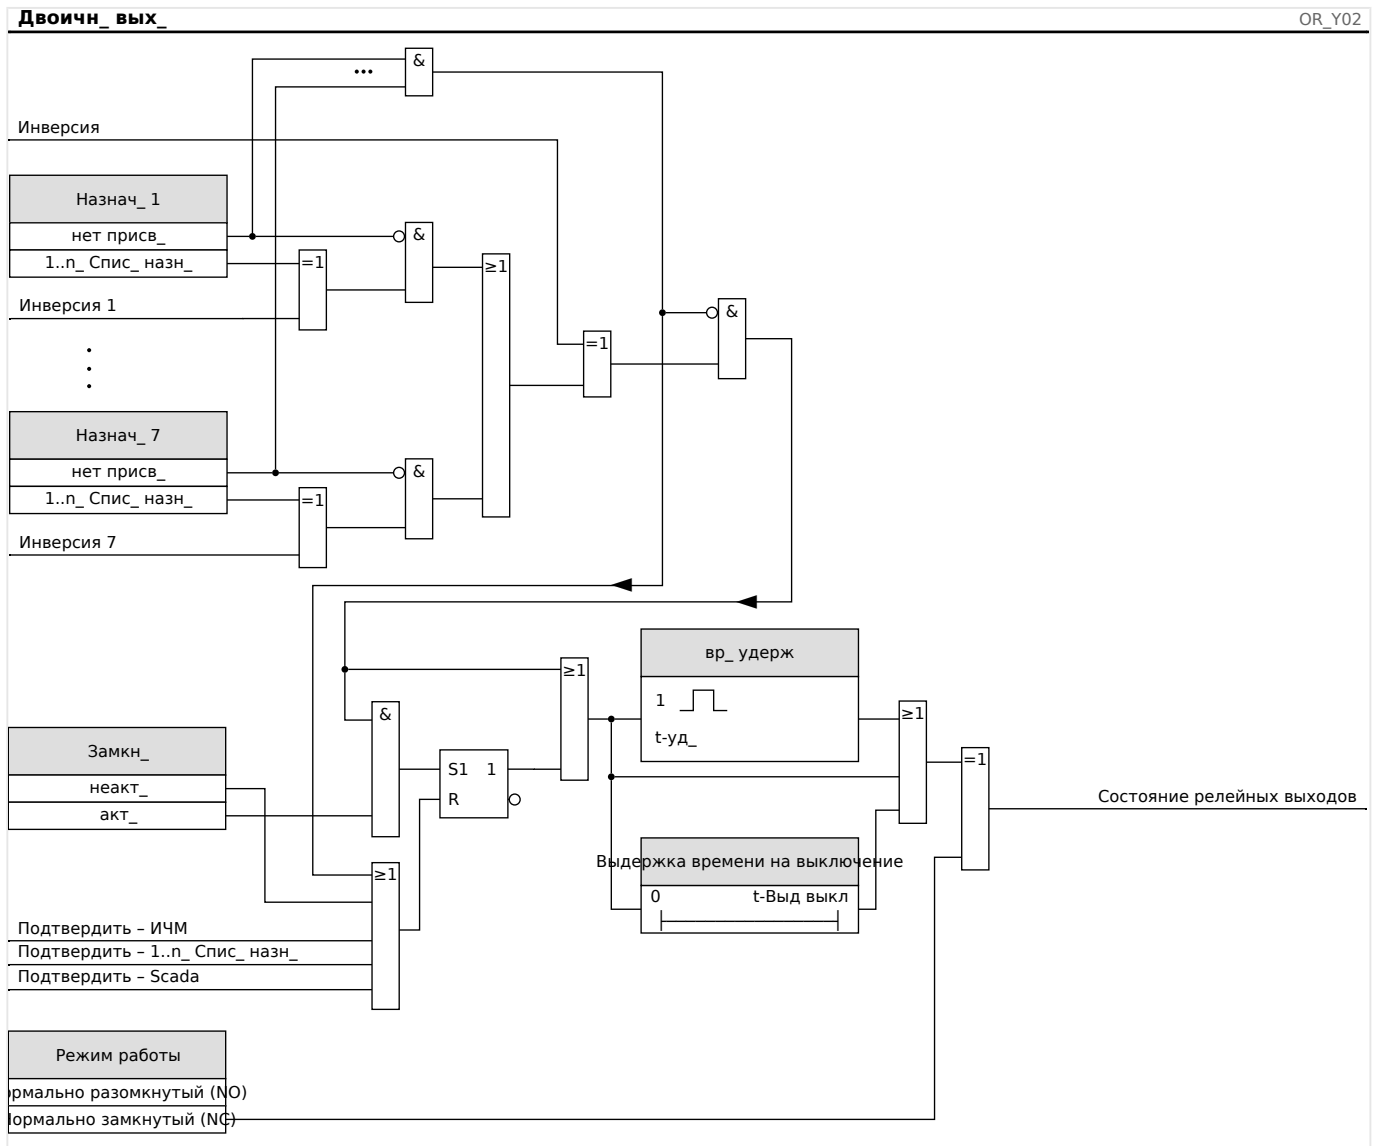 Двоичн_ вых_
OR_Y02
&
...
Инверсия
Назнач_ 1
нет присв_
&
1..n_ Спис_ назн_
=1
≥1
Инверсия 1
&
=1
Назнач_ 7
нет присв_
&
1..n_ Спис_ назн_
=1
Инверсия 7
вр_ удерж
≥1
1
t-уд_
&
≥1
Замкн_
=1
S1 1
неакт_
R
акт_
Состояние релейных выходов
Выдержка времени на выключение
≥1
0 t-Выд выкл
Подтвердить – ИЧМ
Подтвердить – 1..n_ Спис_ назн_
Подтвердить – Scada
Режим работы
ормально разомкнутый (NO)
ормально замкнутый (NC)